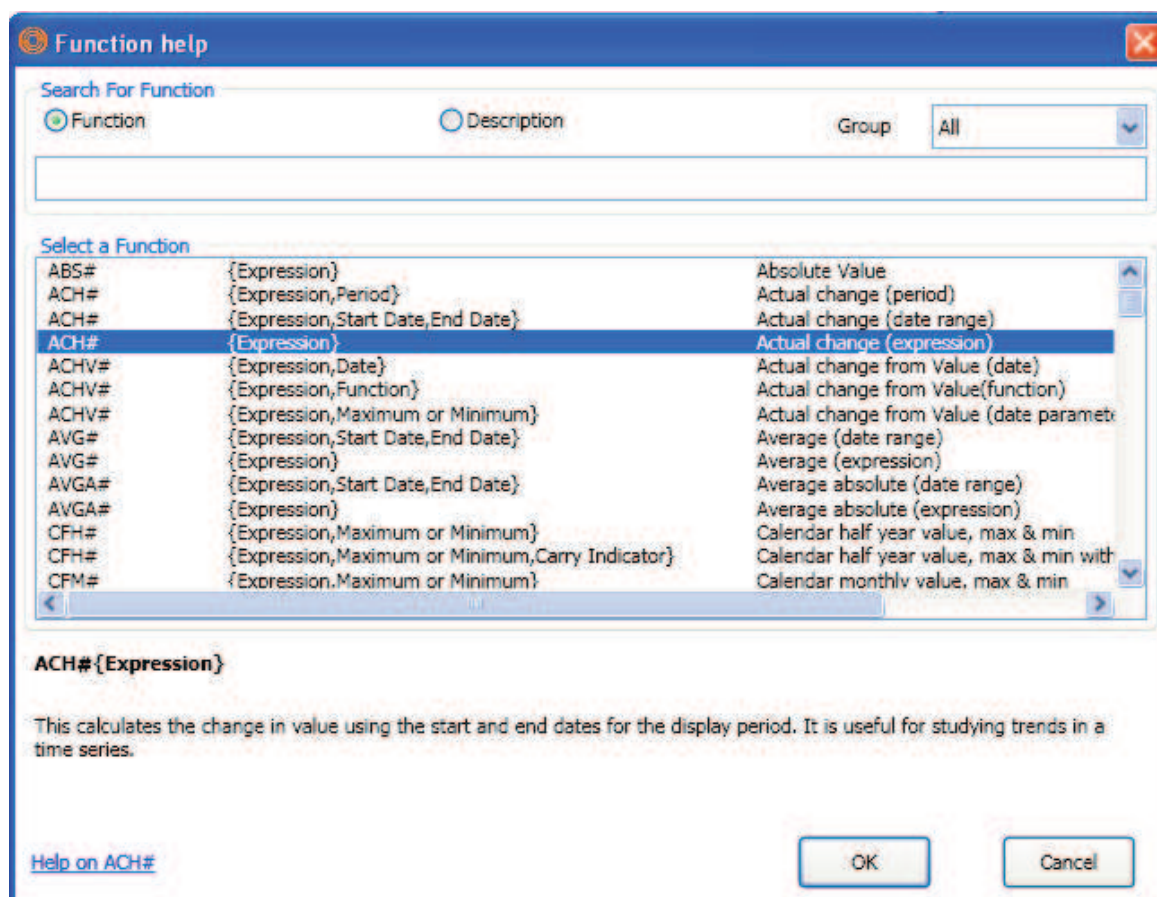 Function help
Search For Function
Function Description Group All
Select a Function
ABS# {Expression} Absolute Value
ACH# {Expression,Period} Actual change (period)
ACH# {Expression,Start Date,End Date} Actual change (date range)
ACH# {Expression} Actual change (expression)
ACHV# {Expression,Date} Actual change from Value (date)
ACHV# {Expression,Function} Actual change from Value(function)
ACHV# {Expression,Maximum or Minimum} Actual change from Value (date paramete
AVG# {Expression,Start Date,End Date} Average (date range)
AVG# {Expression} Average (expression)
AVGA# {Expression,Start Date,End Date} Average absolute (date range)
AVGA# {Expression} Average absolute (expression)
CFH# {Expression,Maximum or Minimum} Calendar half year value, max & min
CFH# {Expression,Maximum or Minimum,Carry Indicator} Calendar half year value, max & min with
CFM# {Expression,Maximum or Minimum} Calendar monthly value, max & min
ACH#{Expression}
This calculates the change in value using the start and end dates for the display period. It is useful for studying trends in a
time series.
Help on ACH# OK Cancel